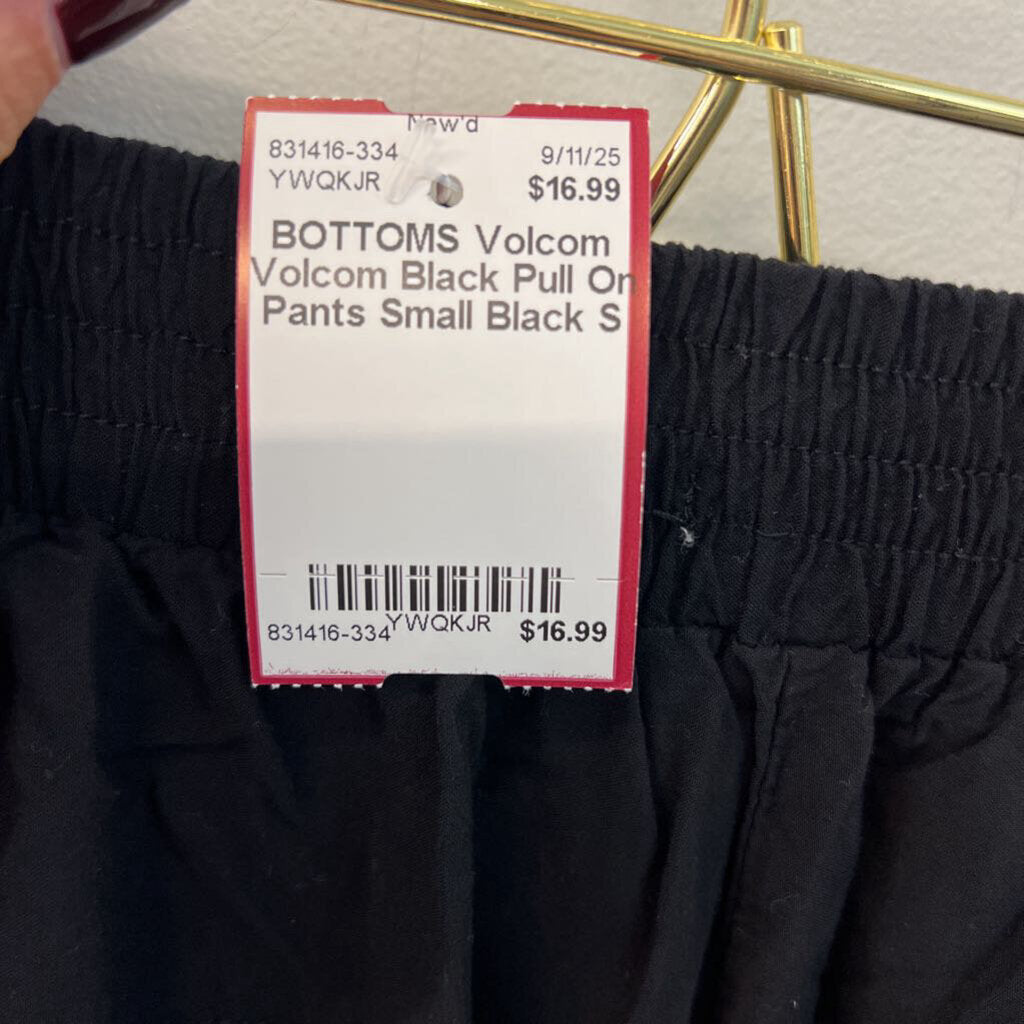 New'd
831416-334 9/11/25
YWQKJR $16.99
BOTTOMS Volcom
Volcom Black Pull On
Pants Small Black S
831416-334 YWQKJR $16.99